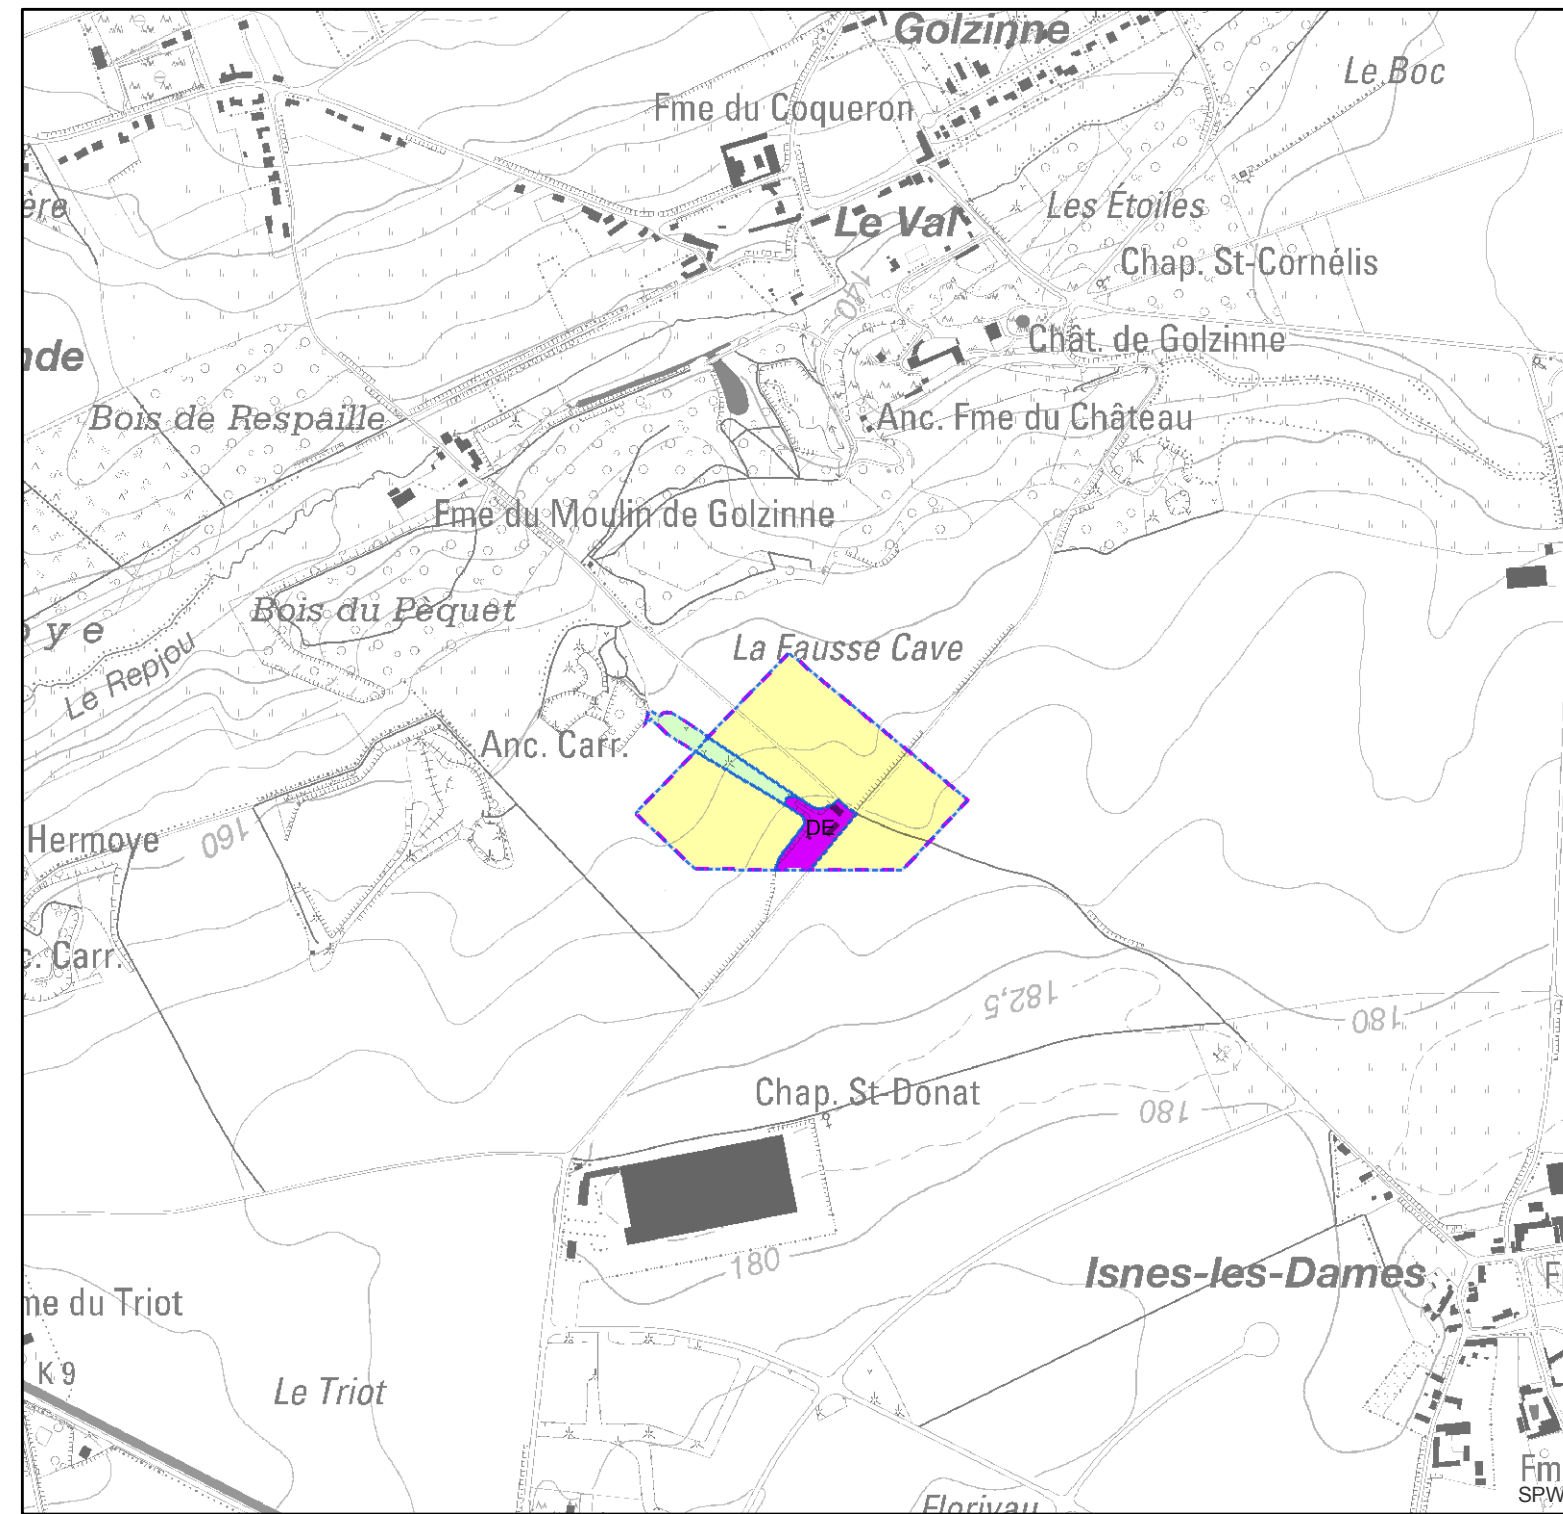 Golzinne
Le Boc
Fme du Coqueron
ère
Les Étoiles
Le Val
Chap. St-Cornélis
140
Chât. de Golzinne
nde
Bois de Respaille
Anc. Fme du Château
Fme du Moulin de Golzinne
Bois du Pèquet
oye
La Fausse Cave
Le Repjou
Anc. Carr.
DE
Hermoye
160
c. Carr.
182,5
180
Chap. St-Donat
180
180
Isnes-les-Dames
F
me du Triot
K 9
Le Triot
Fm
SPW
Florivau